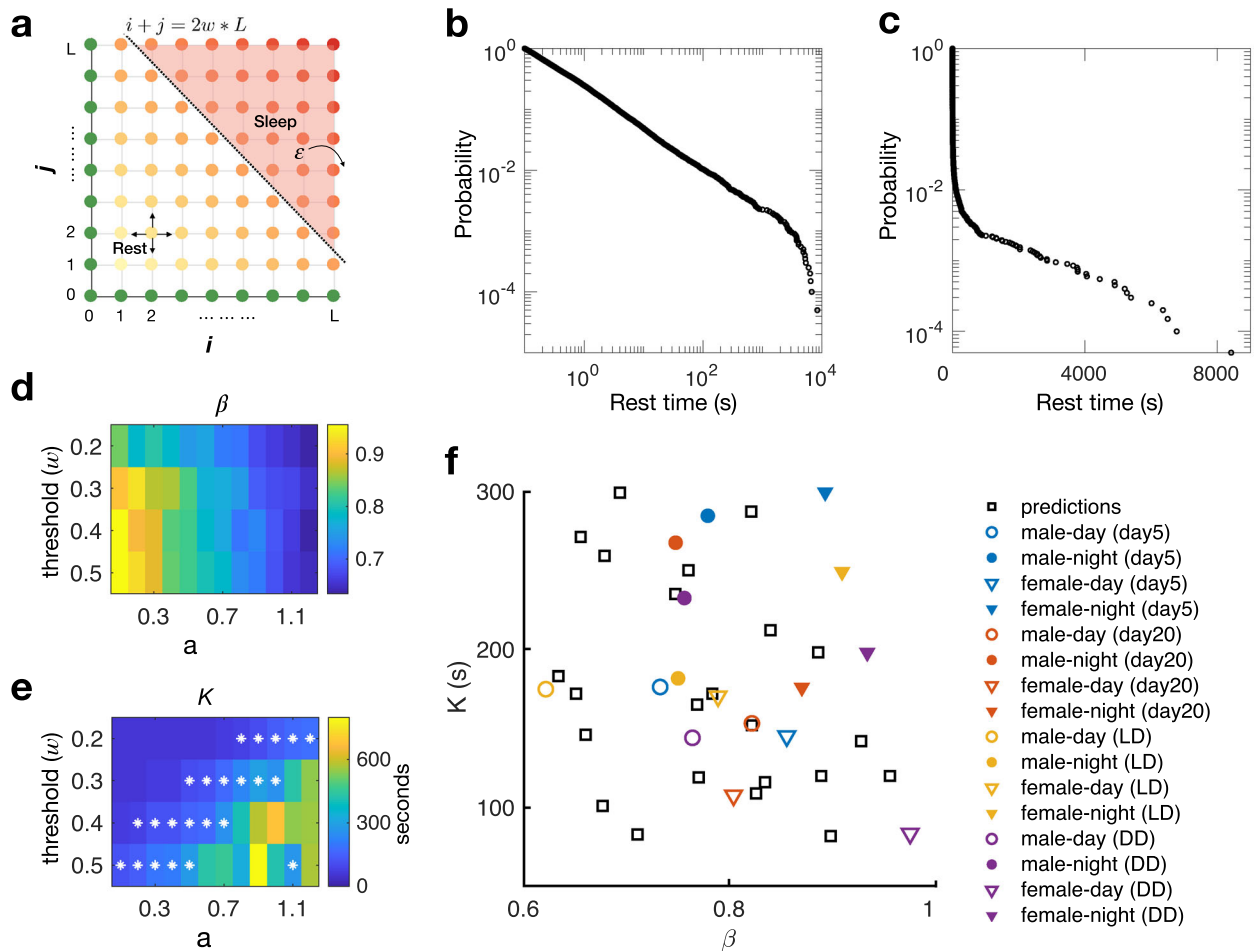 a
i + j = 2w ∗ L
L
Sleep
ε
j
... ... ...
2
Rest
1
0
0 1 2 ... ... ... L
i
b
10^0
10^-2
10^-4
Probability
10^0 10^2 10^4
Rest time (s)
c
10^0
10^-2
10^-4
Probability
0 4000 8000
Rest time (s)
d
β
threshold (w)
0.2
0.3
0.4
0.5
0.3 0.7 1.1
a
0.9
0.8
0.7
e
K
threshold (w)
0.2
0.3
0.4
0.5
0.3 0.7 1.1
a
600
300
0
seconds
f
300
200
100
K (s)
0.6 0.8 1
β
predictions
male-day (day5)
male-night (day5)
female-day (day5)
female-night (day5)
male-day (day20)
male-night (day20)
female-day (day20)
female-night (day20)
male-day (LD)
male-night (LD)
female-day (LD)
female-night (LD)
male-day (DD)
male-night (DD)
female-day (DD)
female-night (DD)